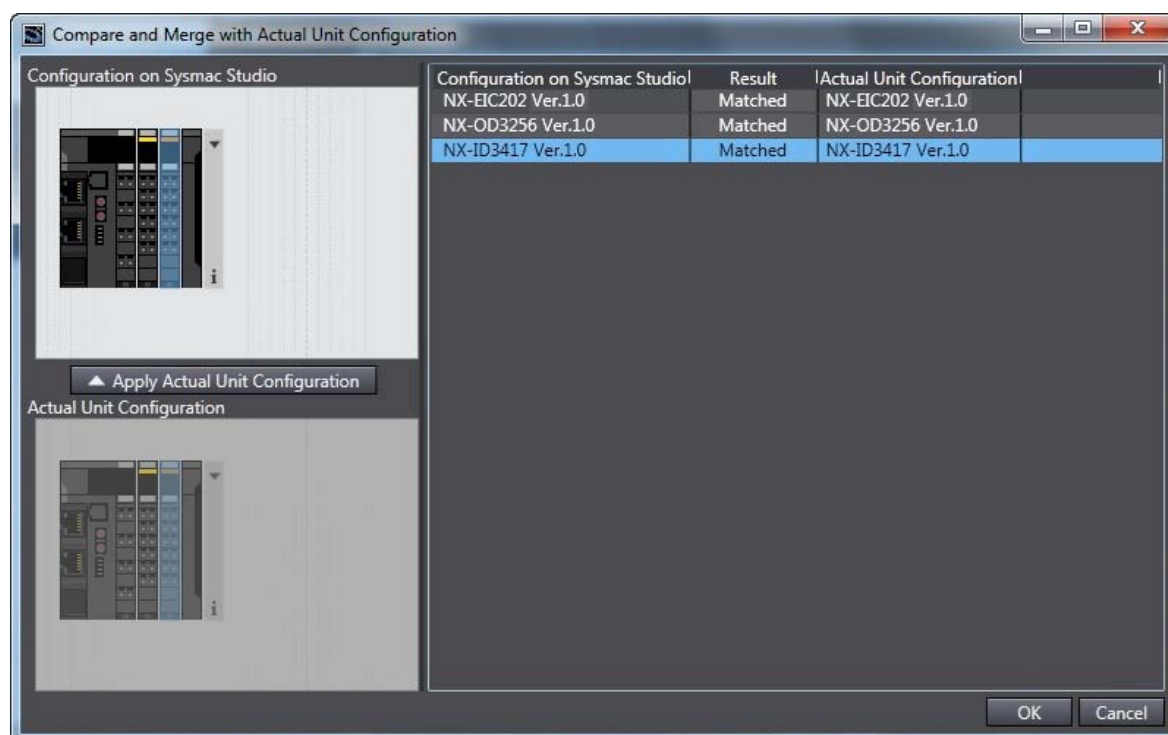 Compare and Merge with Actual Unit Configuration
Configuration on Sysmac Studio
Apply Actual Unit Configuration
Actual Unit Configuration
Configuration on Sysmac Studio Result Actual Unit Configuration
NX-EIC202 Ver.1.0 Matched NX-EIC202 Ver.1.0
NX-OD3256 Ver.1.0 Matched NX-OD3256 Ver.1.0
NX-ID3417 Ver.1.0 Matched NX-ID3417 Ver.1.0
OK Cancel